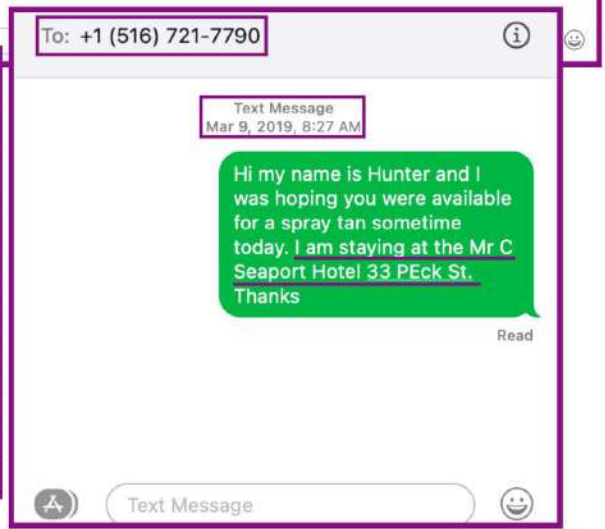 To: +1 (516) 721-7790
Text Message
Mar 9, 2019, 8:27 AM
Hi my name is Hunter and I
was hoping you were available
for a spray tan sometime
today. I am staying at the Mr C
Seaport Hotel 33 PEck St.
Thanks
Read
Text Message